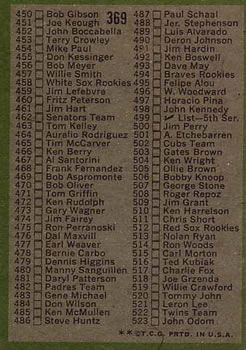 369
450 Bob Gibson
451 Joe Keough
452 John Boccabella
453 Terry Crowley
454 Mike Paul
455 Don Kessinger
456 Bob Meyer
457 Willie Smith
458 White Sox Rookies
459 Jim Lefebvre
460 Fritz Peterson
461 Jim Hart
462 Senators Team
463 Tom Kelley
464 Aurelio Rodriguez
465 Tim McCarver
466 Ken Berry
467 Al Santorini
468 Frank Fernandez
469 Bob Aspromonte
470 Bob Oliver
471 Tom Griffin
472 Ken Rudolph
473 Gary Wagner
474 Jim Fairey
475 Ron Perranoski
476 Dal Maxvill
477 Earl Weaver
478 Bernie Carbo
479 Dennis Higgins
480 Manny Sanguillen
481 Daryl Patterson
482 Padres Team
483 Gene Michael
484 Don Wilson
485 Ken McMullen
486 Steve Huntz
487 Paul Schaal
488 Jer. Stephenson
489 Luis Alvarado
490 Deron Johnson
491 Jim Hardin
492 Ken Boswell
493 Dave May
494 Braves Rookies
495 Felipe Alou
496 W. Woodward
497 Horacio Pina
498 John Kennedy
499 ✓ List—5th Ser.
500 Jim Perry
501 A. Etchebarren
502 Cubs Team
503 Gates Brown
504 Ken Wright
505 Ollie Brown
506 Bobby Knoop
507 George Stone
508 Roger Repoz
509 Jim Grant
510 Ken Harrelson
511 Chris Short
512 Red Sox Rookies
513 Nolan Ryan
514 Ron Woods
515 Carl Morton
516 Ted Kubiak
517 Charlie Fox
518 Joe Grzenda
519 Willie Crawford
520 Tommy John
521 Leron Lee
522 Twins Team
523 John Odom
**©T.C.G. PRTD. IN U.S.A.